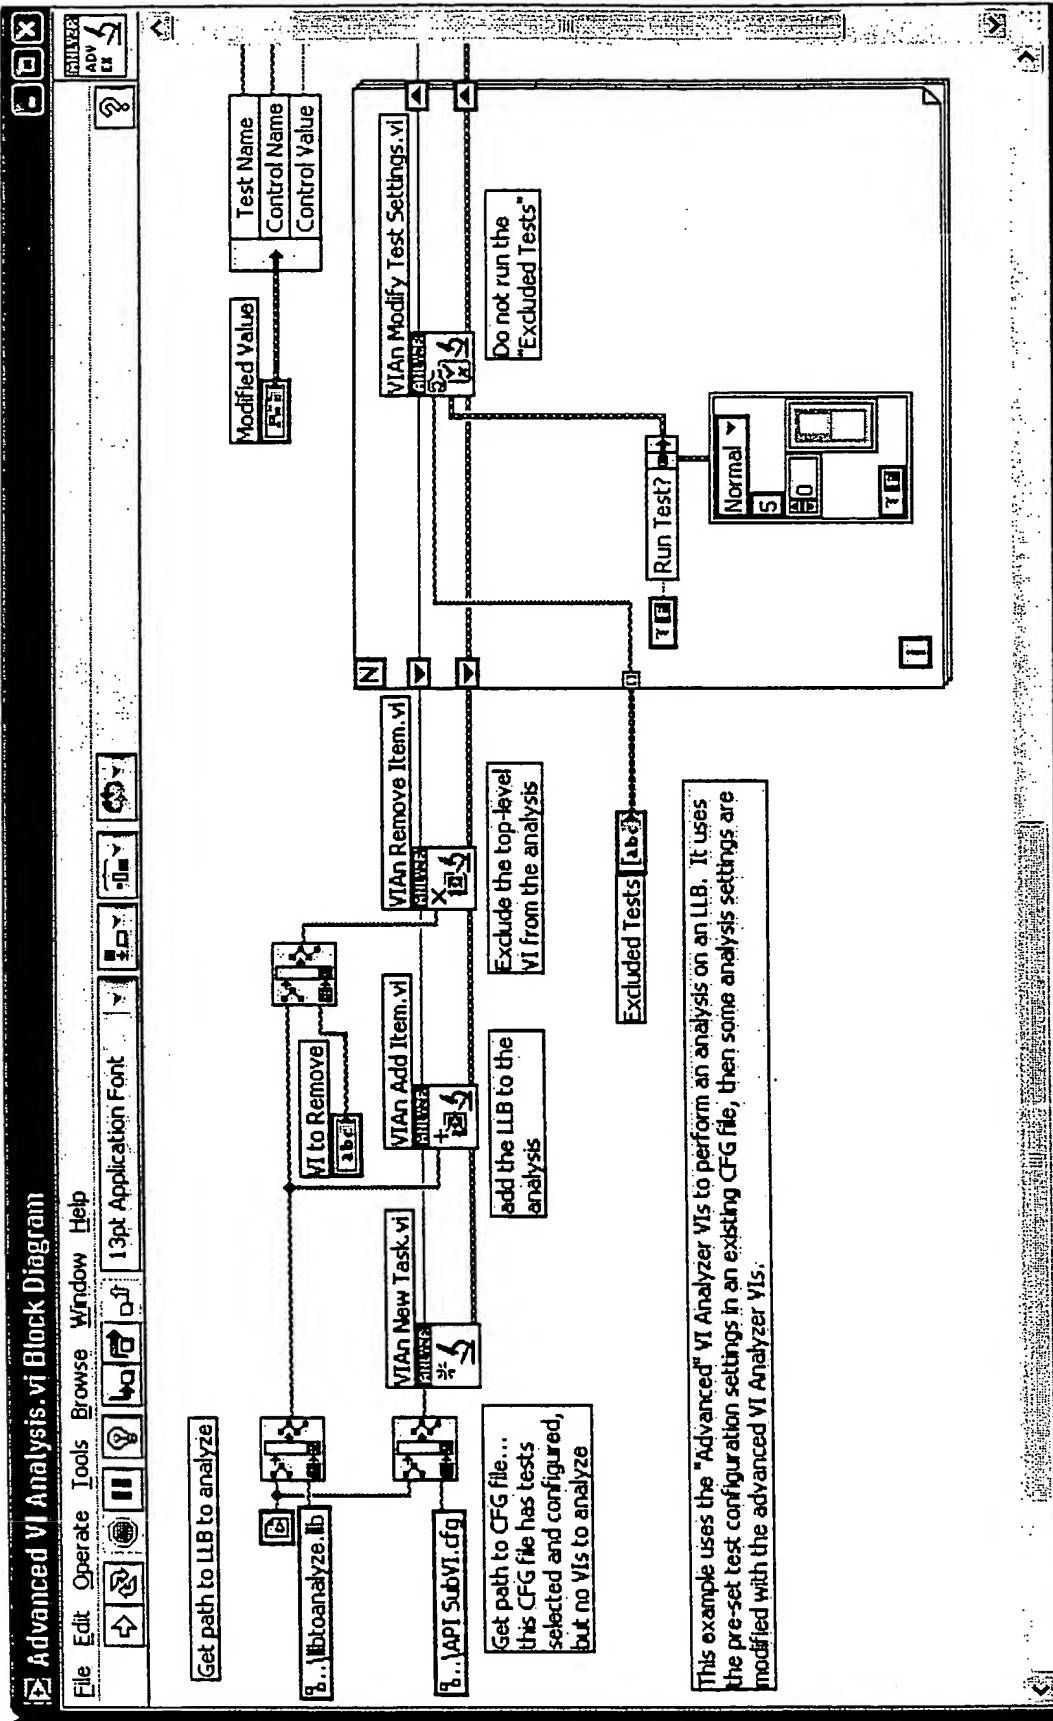 Advanced VI Analysis.vi Block Diagram
File Edit Operate Tools Browse Window Help
13pt Application Font
ADV
EX
Get path to LLB to analyze
..\libtoanalyze.llb
..\API SubVI.cfg
Get path to CFG file...
this CFG file has tests
selected and configured,
but no VIs to analyze
VIAn New Task.vi
VI to Remove
abc
VIAn Add Item.vi
add the LLB to the
analysis
VIAn Remove Item.vi
Exclude the top-level
VI from the analysis
Excluded Tests
[abc]
Modified Value
Test Name
Control Name
Control Value
N
VIAn Modify Test Settings.vi
Do not run the
"Excluded Tests"
T F
Run Test?
Normal
5
0
T F
i
This example uses the "Advanced" VI Analyzer VIs to perform an analysis on an LLB. It uses
the pre-set test configuration settings in an existing CFG file, then some analysis settings are
modified with the advanced VI Analyzer VIs.